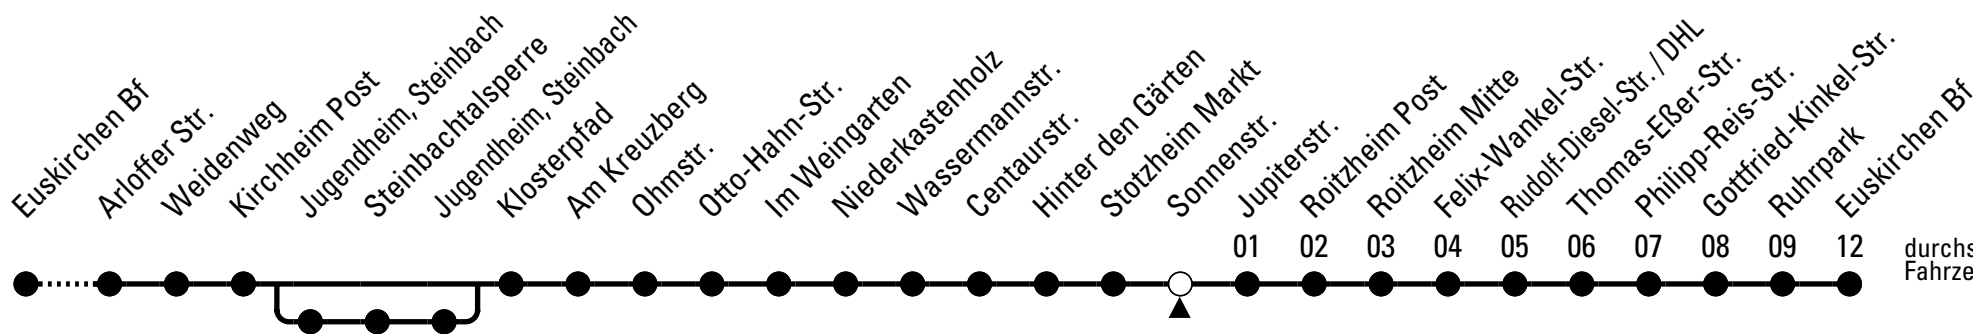 Euskirchen Bf
Arloffer Str.
Weidenweg
Kirchheim Post
Jugendheim, Steinbach
Steinbachtalsperre
Jugendheim, Steinbach
Klosterpfad
Am Kreuzberg
Ohmstr.
Otto-Hahn-Str.
Im Weingarten
Niederkastenholz
Wassermannstr.
Centaurstr.
Hinter den Gärten
Stotzheim Markt
Sonnenstr.
Jupiterstr.
Roitzheim Post
Roitzheim Mitte
Felix-Wankel-Str.
Rudolf-Diesel-Str. / DHL
Thomas-Eßer-Str.
Philipp-Reis-Str.
Gottfried-Kinkel-Str.
Ruhrpark
Euskirchen Bf
01 02 03 04 05 06 07 08 09 12